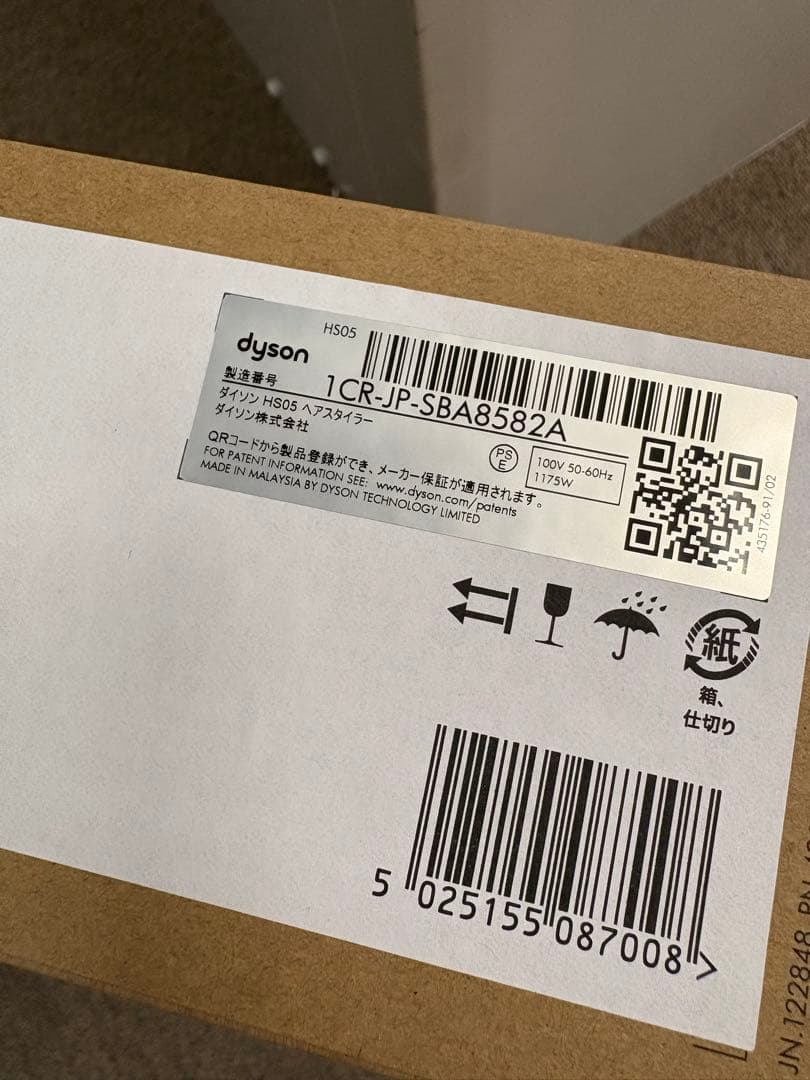 HS05
dyson
製造番号
1CR-JP-SBA8582A
ダイソン HS05 ヘアスタイラー
ダイソン株式会社
PS
E
100V 50-60Hz
1175W
QRコードから製品登録ができ、メーカー保証が適用されます。
FOR PATENT INFORMATION SEE: www.dyson.com/patents
MADE IN MALAYSIA BY DYSON TECHNOLOGY LIMITED
435176-91/02
紙
箱、
仕切り
5 025155 087008 >
JN.122848 PN